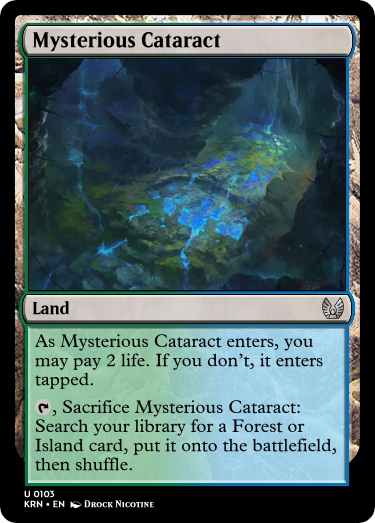 Mysterious Cataract
Land
As Mysterious Cataract enters, you
may pay 2 life. If you don't, it enters
tapped.
, Sacrifice Mysterious Cataract:
Search your library for a Forest or
Island card, put it onto the battlefield,
then shuffle.
U 0103
KRN • EN Drock Nicotine